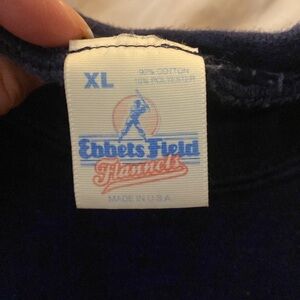 XL
90% COTTON
10% POLYESTER
Ebbets Field
Flannels
MADE IN U.S.A.